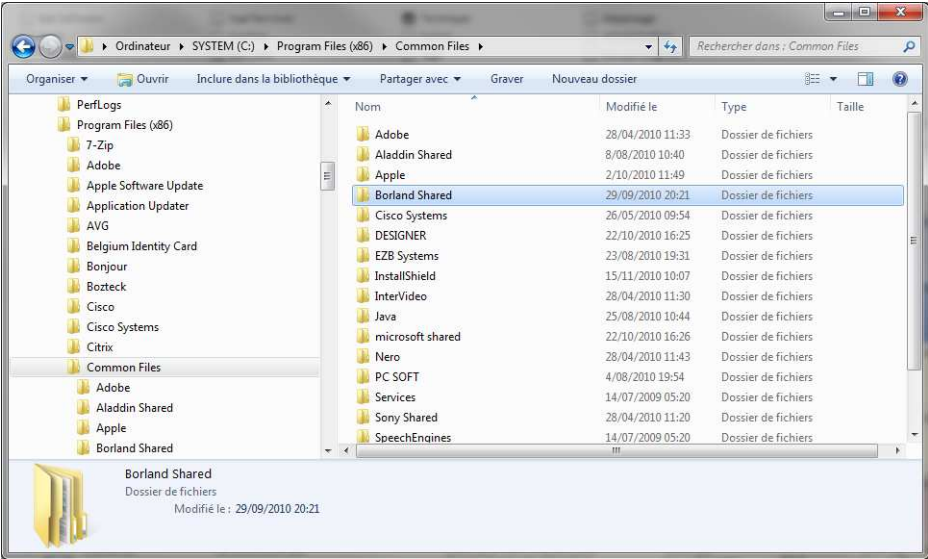 Ordinateur ▸ SYSTEM (C:) ▸ Program Files (x86) ▸ Common Files ▸
Rechercher dans : Common Files
Organiser Ouvrir Inclure dans la bibliothèque Partager avec Graver Nouveau dossier
PerfLogs
Program Files (x86)
7-Zip
Adobe
Apple Software Update
Application Updater
AVG
Belgium Identity Card
Bonjour
Bozteck
Cisco
Cisco Systems
Citrix
Common Files
Adobe
Aladdin Shared
Apple
Borland Shared
Nom Modifié le Type Taille
Adobe 28/04/2010 11:33 Dossier de fichiers
Aladdin Shared 8/08/2010 10:40 Dossier de fichiers
Apple 2/10/2010 11:49 Dossier de fichiers
Borland Shared 29/09/2010 20:21 Dossier de fichiers
Cisco Systems 26/05/2010 09:54 Dossier de fichiers
DESIGNER 22/10/2010 16:25 Dossier de fichiers
EZB Systems 23/08/2010 19:31 Dossier de fichiers
InstallShield 15/11/2010 10:07 Dossier de fichiers
InterVideo 28/04/2010 11:30 Dossier de fichiers
Java 25/08/2010 10:44 Dossier de fichiers
microsoft shared 22/10/2010 16:26 Dossier de fichiers
Nero 28/04/2010 11:43 Dossier de fichiers
PC SOFT 4/08/2010 19:54 Dossier de fichiers
Services 14/07/2009 05:20 Dossier de fichiers
Sony Shared 28/04/2010 11:20 Dossier de fichiers
SpeechEngines 14/07/2009 05:20 Dossier de fichiers
Borland Shared
Dossier de fichiers
Modifié le : 29/09/2010 20:21